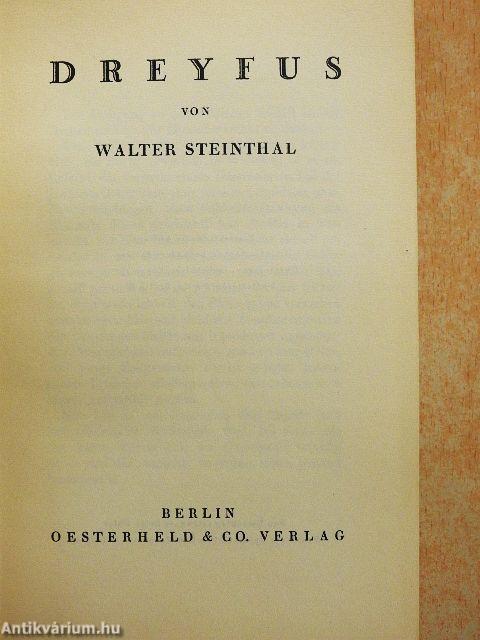 DREYFUS
VON
WALTER STEINTHAL
BERLIN
OESTERHELD & CO. VERLAG
Antikvárium.hu